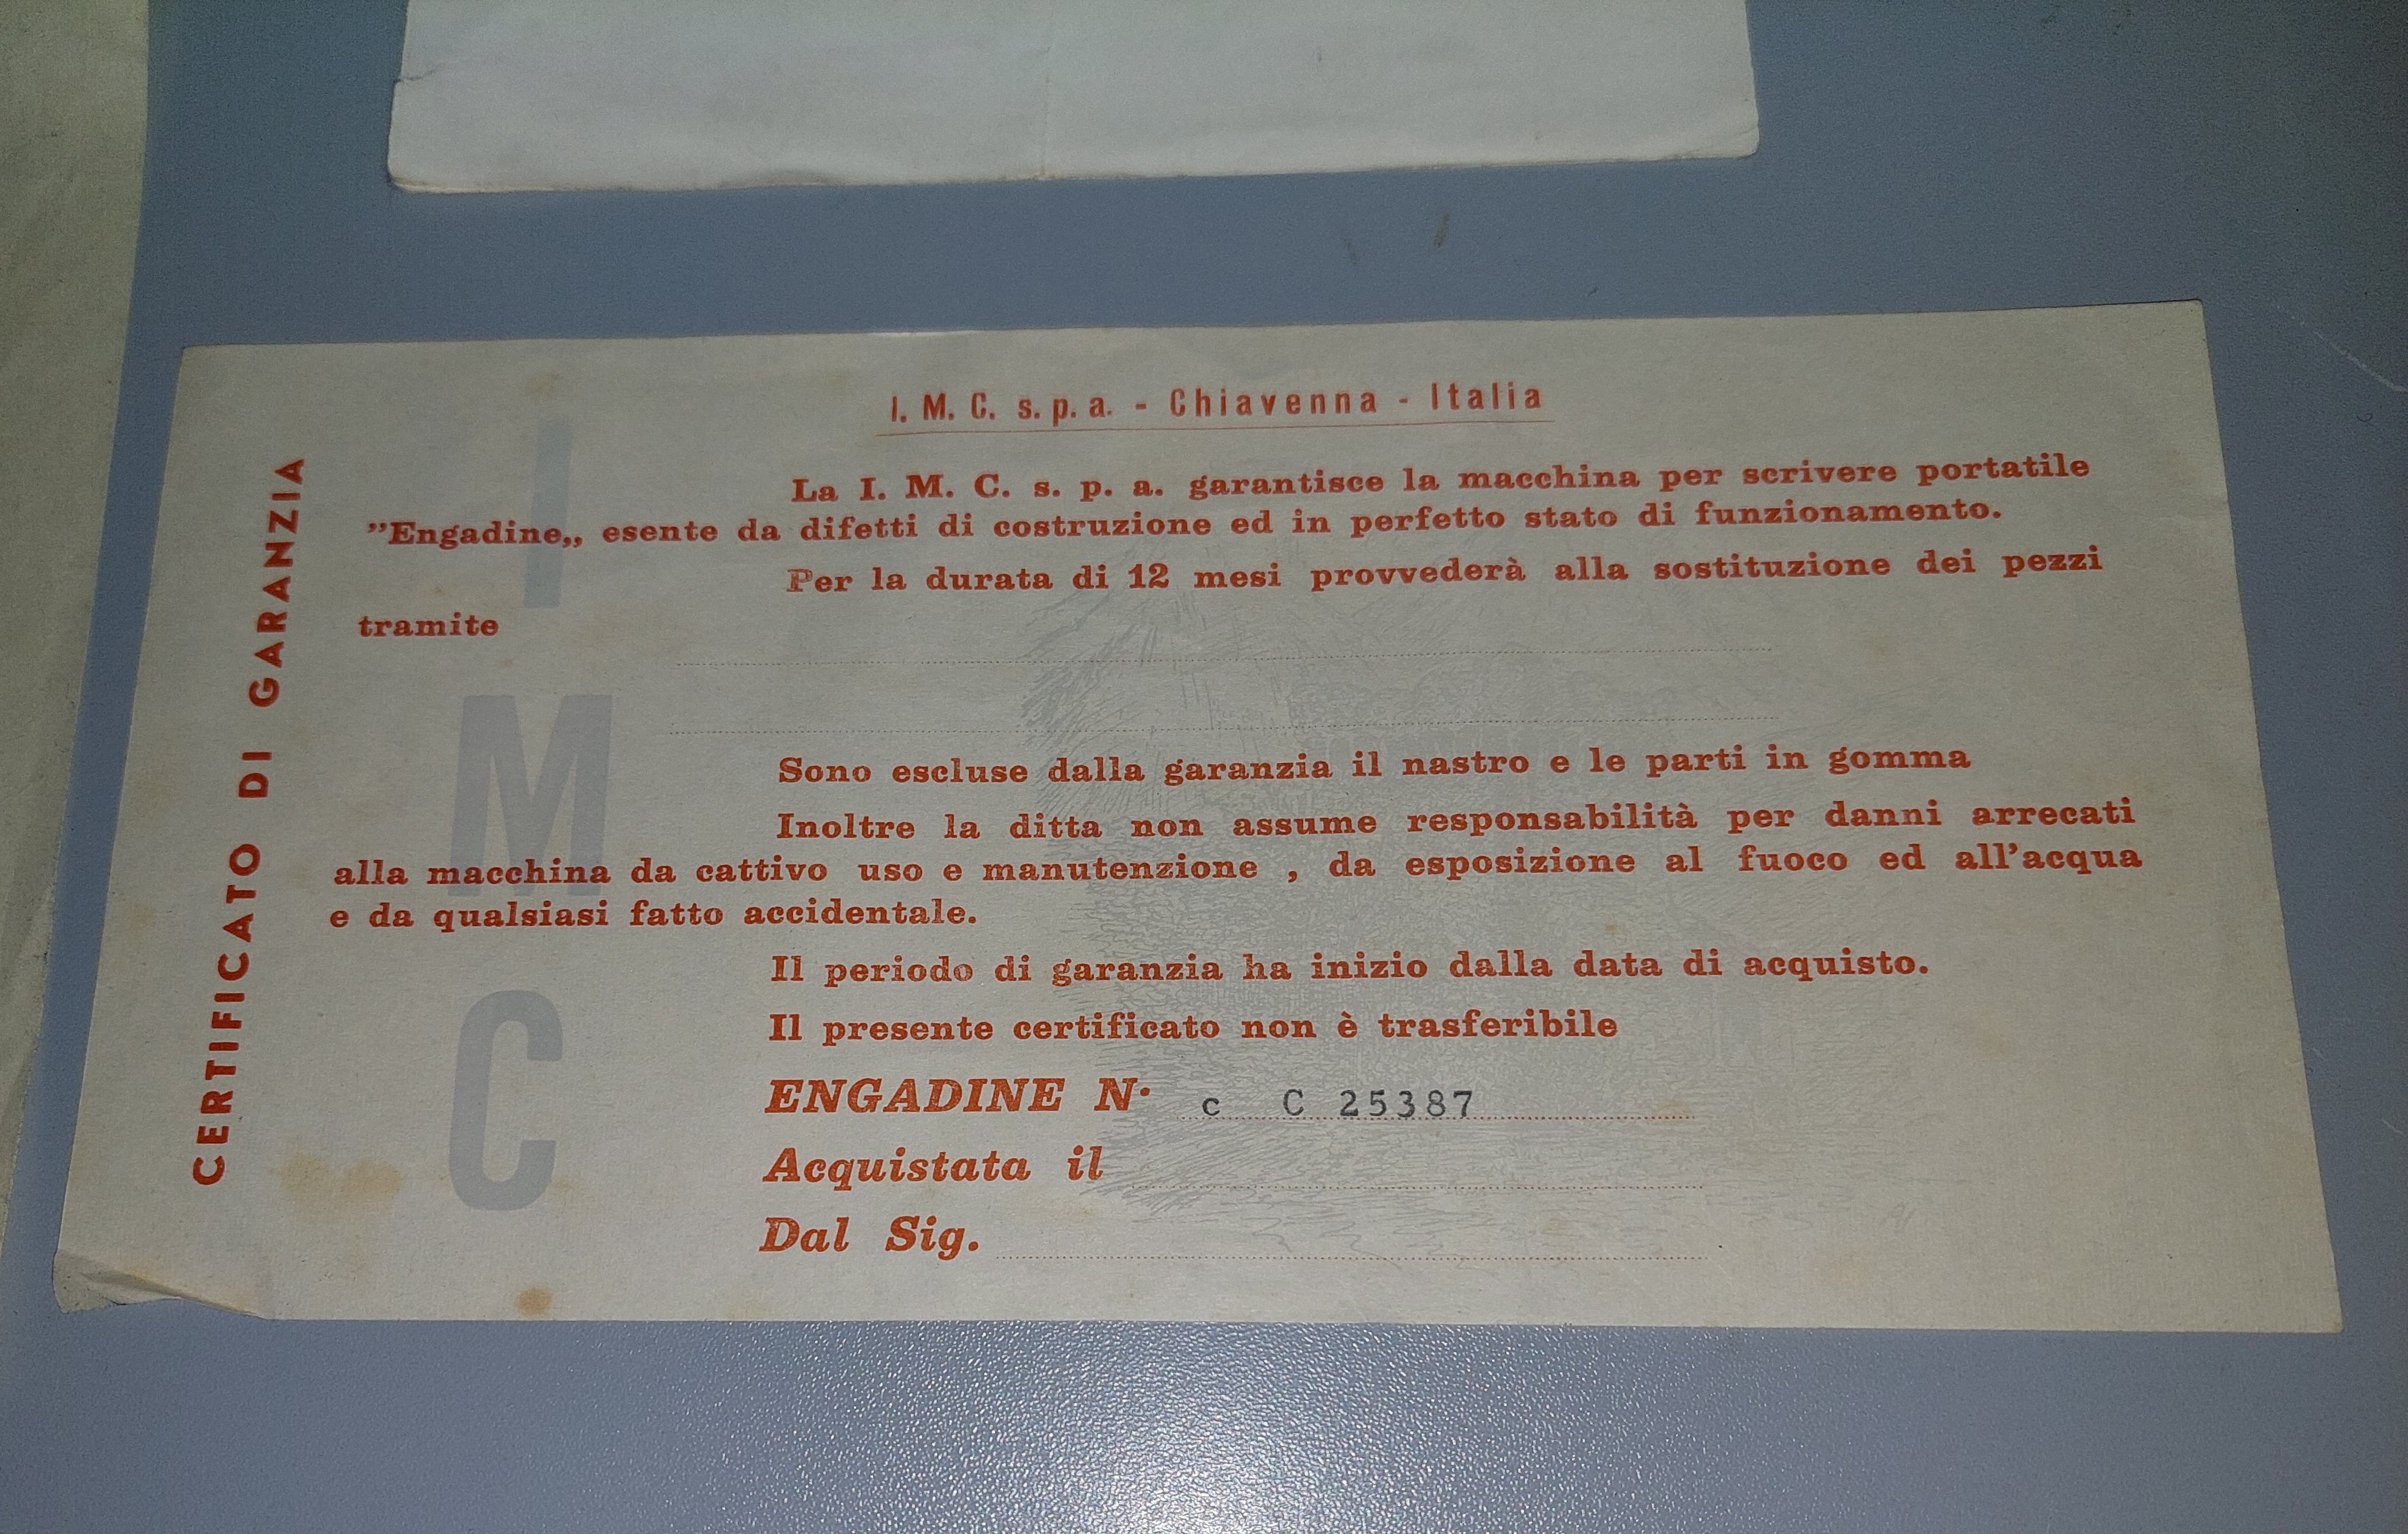 I. M. C. s. p. a. - Chiavenna - Italia
CERTIFICATO DI GARANZIA
I
M
C
La I. M. C. s. p. a. garantisce la macchina per scrivere portatile
”Engadine„ esente da difetti di costruzione ed in perfetto stato di funzionamento.
Per la durata di 12 mesi provvederà alla sostituzione dei pezzi
tramite
Sono escluse dalla garanzia il nastro e le parti in gomma
Inoltre la ditta non assume responsabilità per danni arrecati
alla macchina da cattivo uso e manutenzione , da esposizione al fuoco ed all'acqua
e da qualsiasi fatto accidentale.
Il periodo di garanzia ha inizio dalla data di acquisto.
Il presente certificato non è trasferibile
ENGADINE N· c C 25387
Acquistata il
Dal Sig.